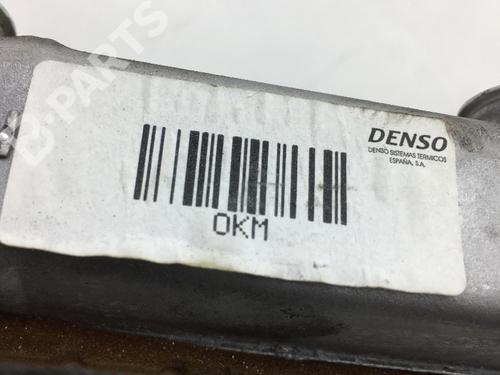 B-PARTS
DENSO
DENSO SISTEMAS TERMICOS
ESPAÑA, S.A.
OKM